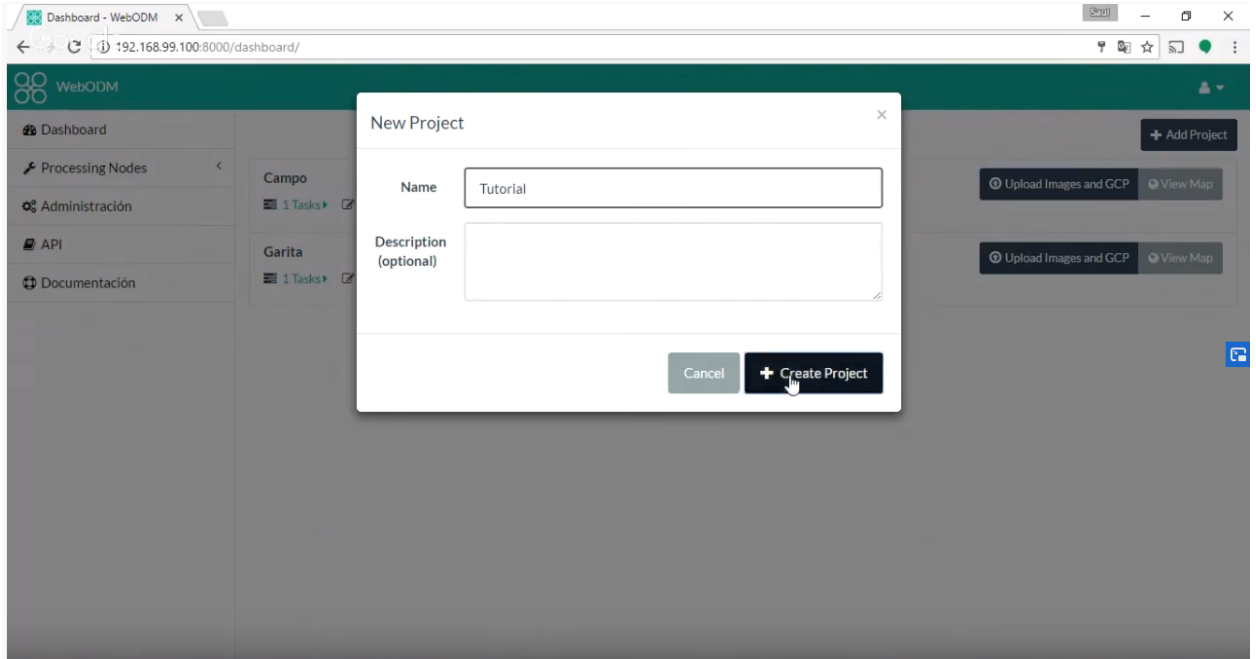 Dashboard - WebODM
Saul
192.168.99.100:8000/dashboard/
Google
WebODM
Dashboard
Processing Nodes
Administración
API
Documentación
Add Project
Campo
1 Tasks
Upload Images and GCP
View Map
Garita
1 Tasks
Upload Images and GCP
View Map
New Project
Name
Tutorial
Description
(optional)
Cancel
Create Project